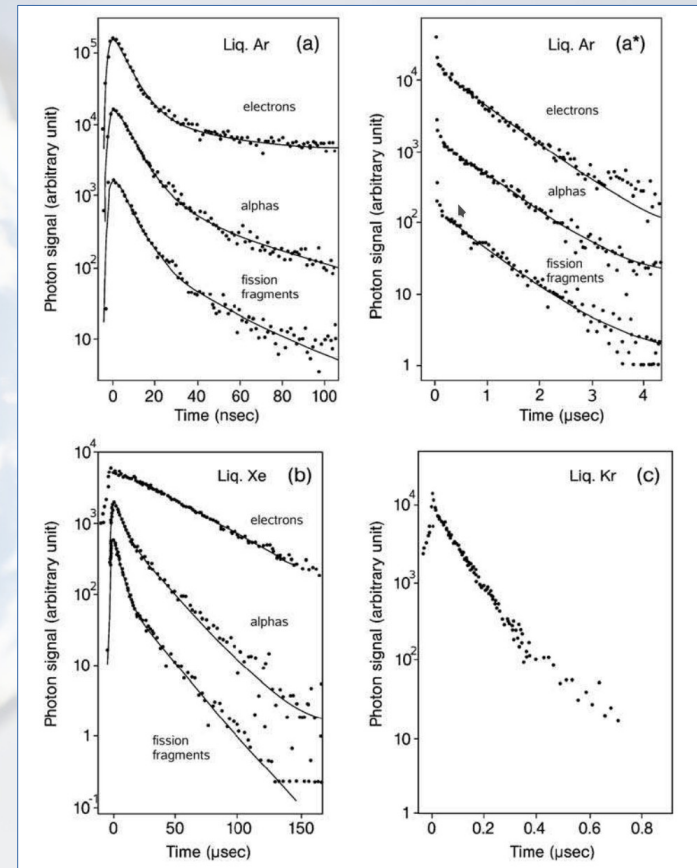 Liq. Ar (a)
10⁵
10⁴
10³
10²
10
electrons
alphas
fission
fragments
Photon signal (arbitrary unit)
0 20 40 60 80 100
Time (nsec)
Liq. Ar (a*)
10⁴
10³
10²
10
1
electrons
alphas
fission
fragments
Photon signal (arbitrary unit)
0 1 2 3 4
Time (μsec)
Liq. Xe (b)
10⁴
10³
10²
10
1
10⁻¹
electrons
alphas
fission
fragments
Photon signal (arbitrary unit)
0 50 100 150
Time (μsec)
Liq. Kr (c)
10⁴
10³
10²
10
1
Photon signal (arbitrary unit)
0 0.2 0.4 0.6 0.8
Time (μsec)